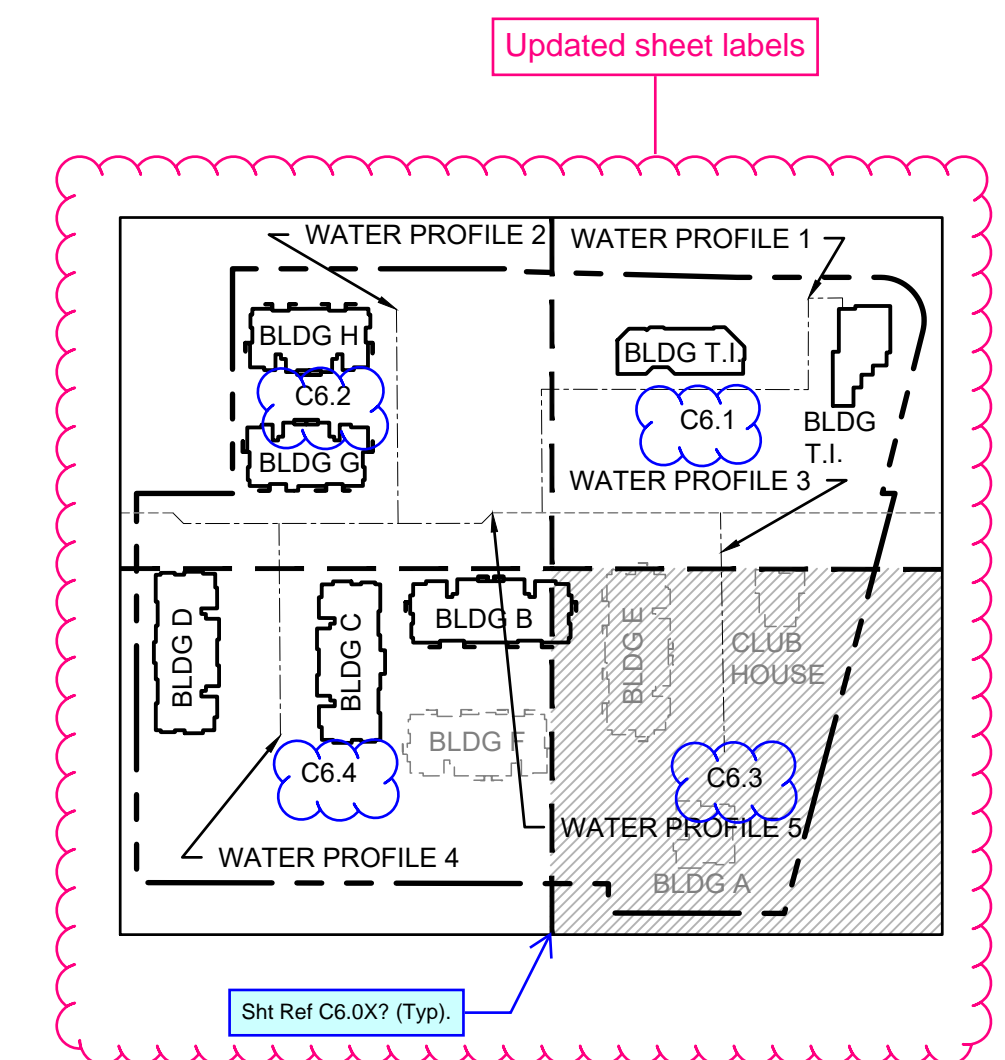 Updated sheet labels
WATER PROFILE 2
WATER PROFILE 1
BLDG H
BLDG T.I.
C6.2
C6.1
BLDG
T.I.
BLDG G
WATER PROFILE 3
BLDG D
BLDG C
BLDG B
BLDG E
CLUB
HOUSE
BLDG F
C6.4
C6.3
WATER PROFILE 5
WATER PROFILE 4
BLDG A
Sht Ref C6.0X? (Typ).